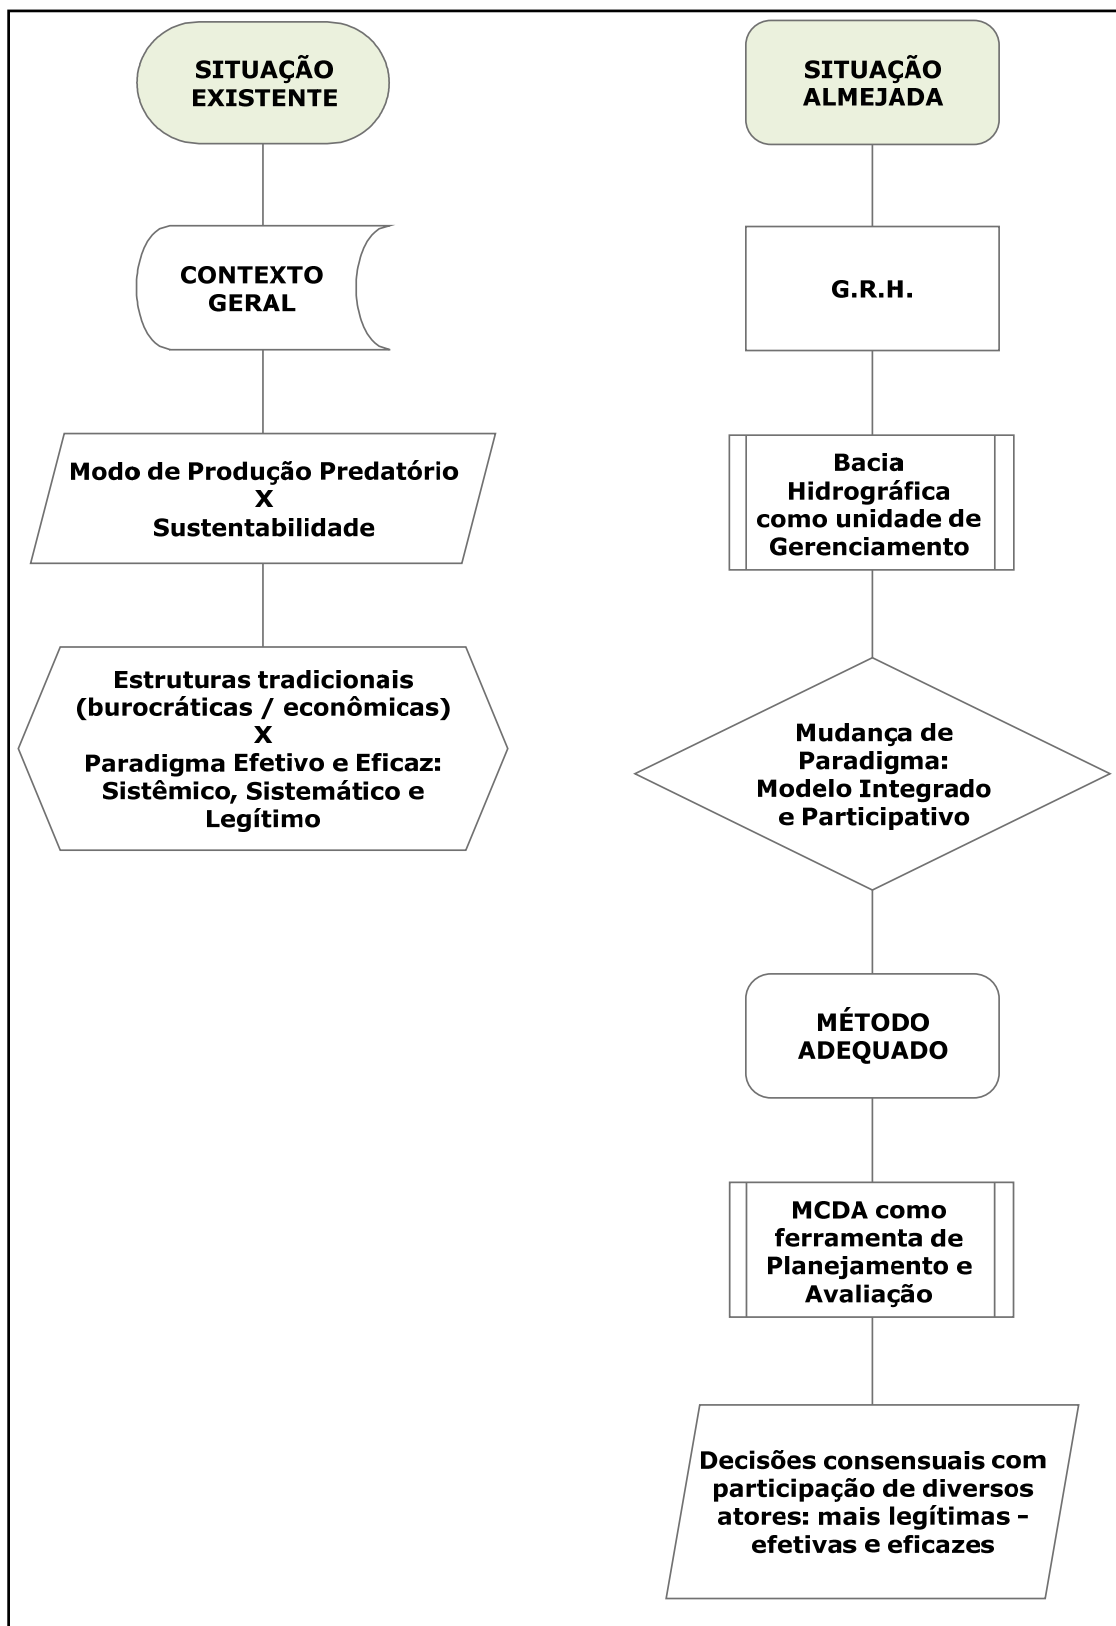 SITUAÇÃO
EXISTENTE
CONTEXTO
GERAL
Modo de Produção Predatório
X
Sustentabilidade
Estruturas tradicionais
(burocráticas / econômicas)
X
Paradigma Efetivo e Eficaz:
Sistêmico, Sistemático e
Legítimo
SITUAÇÃO
ALMEJADA
G.R.H.
Bacia
Hidrográfica
como unidade de
Gerenciamento
Mudança de
Paradigma:
Modelo Integrado
e Participativo
MÉTODO
ADEQUADO
MCDA como
ferramenta de
Planejamento e
Avaliação
Decisões consensuais com
participação de diversos
atores: mais legítimas –
efetivas e eficazes